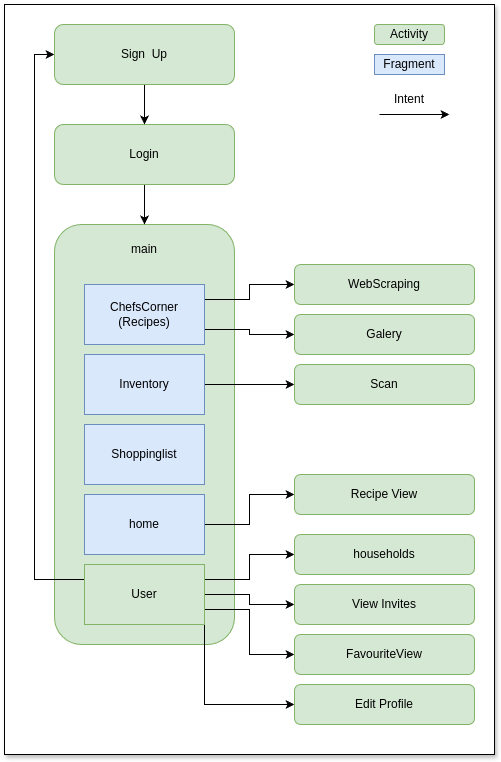 Sign Up
Activity
Fragment
Intent
Login
main
ChefsCorner
(Recipes)
WebScraping
Galery
Inventory
Scan
Shoppinglist
home
Recipe View
households
User
View Invites
FavouriteView
Edit Profile